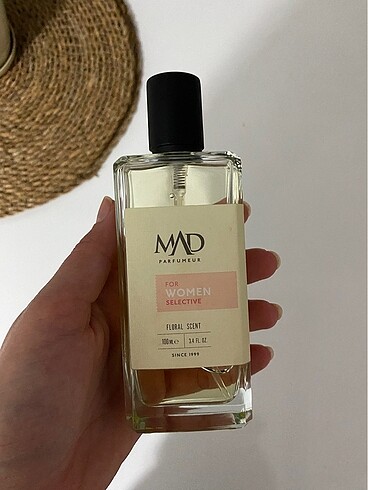 MAD
PARFUMEUR
FOR
WOMEN
SELECTIVE
FLORAL SCENT
100 ML e 3.4 FL. OZ.
SINCE 1999